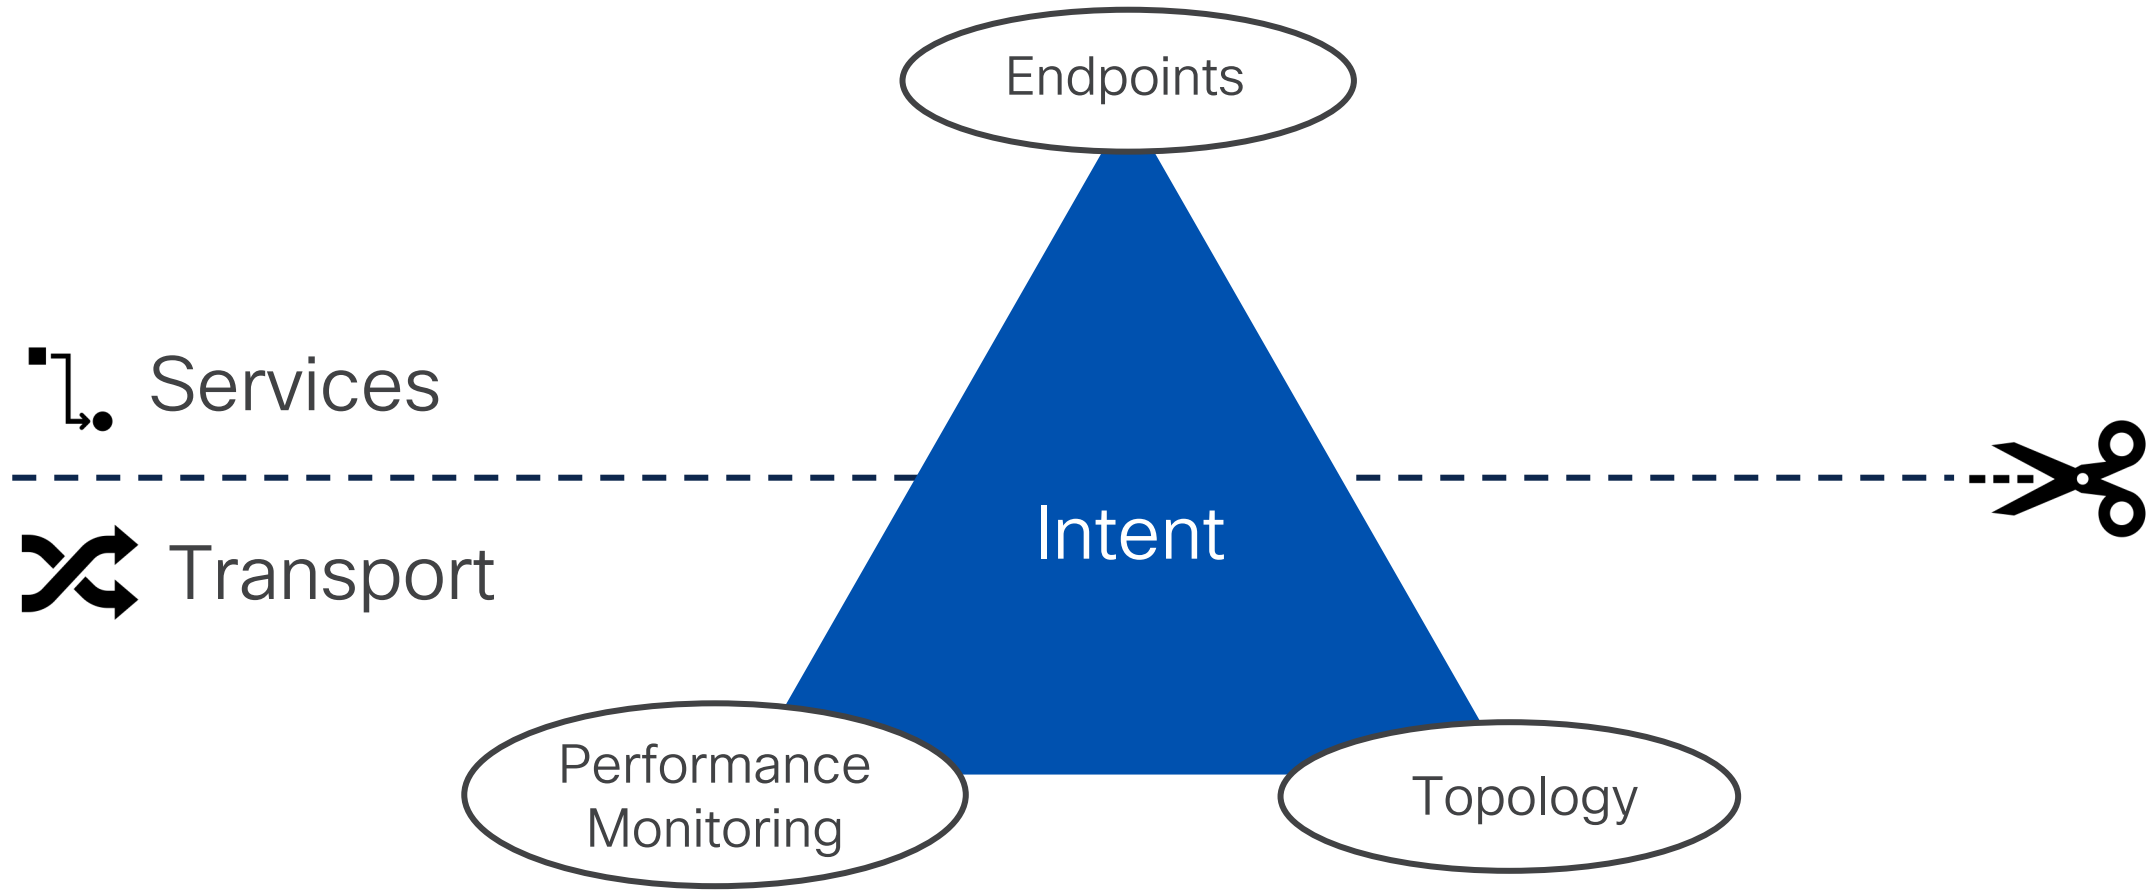 Endpoints
Services
Intent
Transport
Performance
Monitoring
Topology